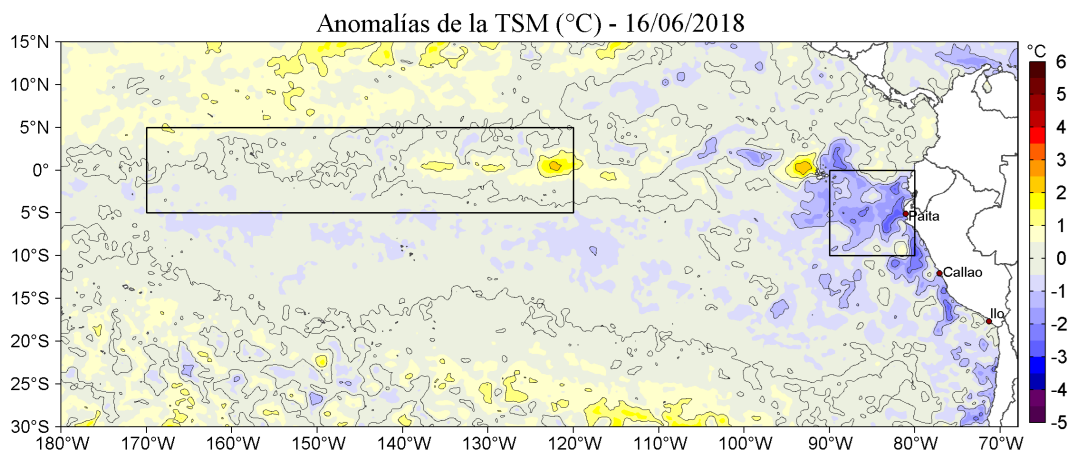 Anomalías de la TSM (°C) - 16/06/2018
15°N
10°N
5°N
0°
5°S
10°S
15°S
20°S
25°S
30°S
180°W
170°W
160°W
150°W
140°W
130°W
120°W
110°W
100°W
90°W
80°W
70°W
Paita
Callao
Ilo
°C
6
5
4
3
2
1
0
-1
-2
-3
-4
-5